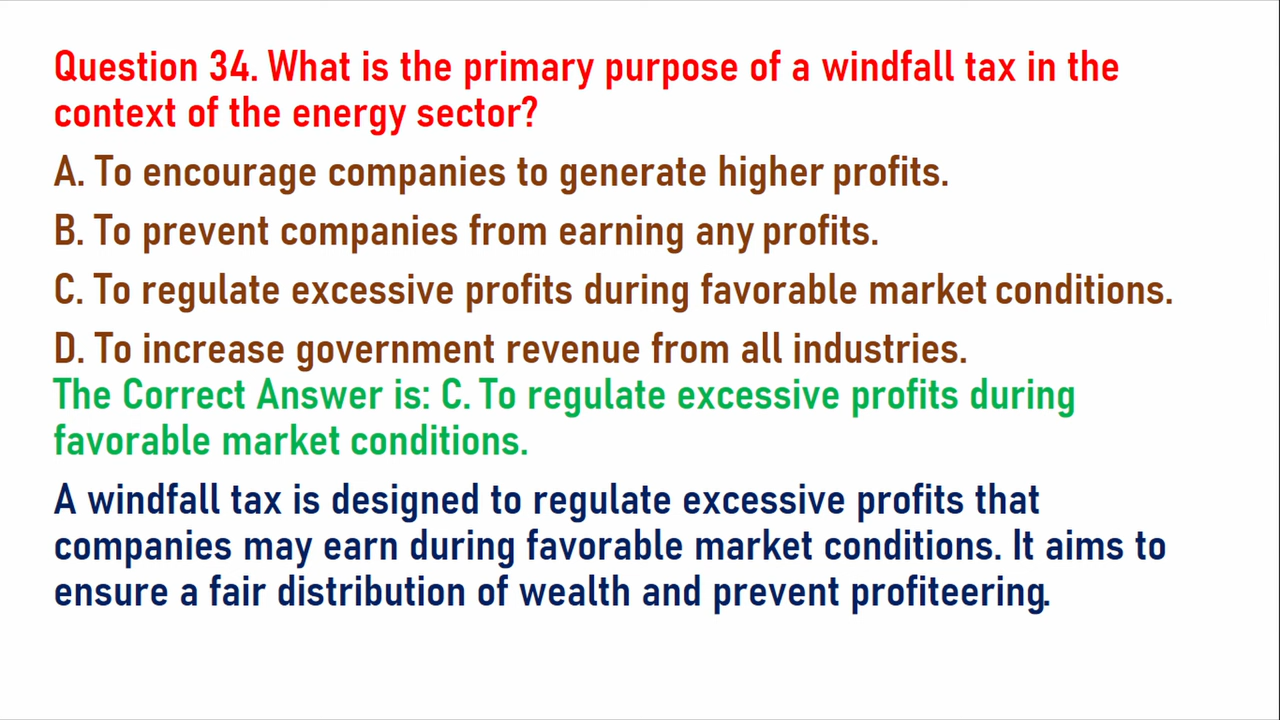 Question 34. What is the primary purpose of a windfall tax in the
context of the energy sector?
A. To encourage companies to generate higher profits.
B. To prevent companies from earning any profits.
C. To regulate excessive profits during favorable market conditions.
D. To increase government revenue from all industries.
The Correct Answer is: C. To regulate excessive profits during
favorable market conditions.
A windfall tax is designed to regulate excessive profits that
companies may earn during favorable market conditions. It aims to
ensure a fair distribution of wealth and prevent profiteering.